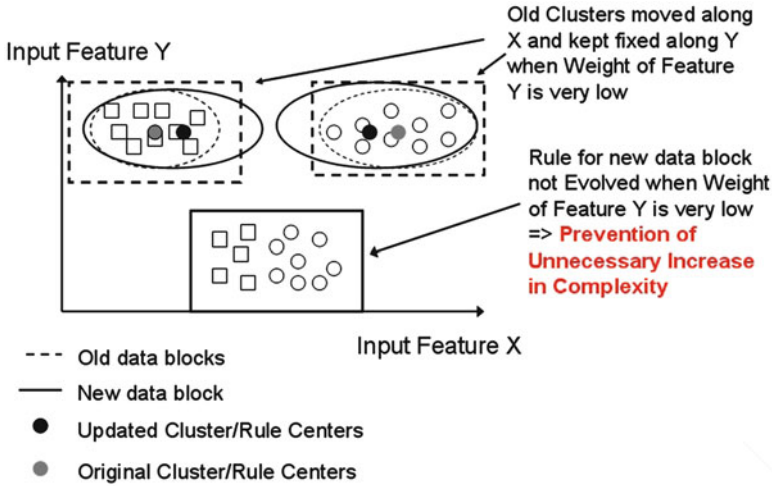 Old Clusters moved along
X and kept fixed along Y
when Weight of Feature
Y is very low
Input Feature Y
Rule for new data block
not Evolved when Weight
of Feature Y is very low
=> Prevention of
Unnecessary Increase
in Complexity
Input Feature X
Old data blocks
New data block
Updated Cluster/Rule Centers
Original Cluster/Rule Centers